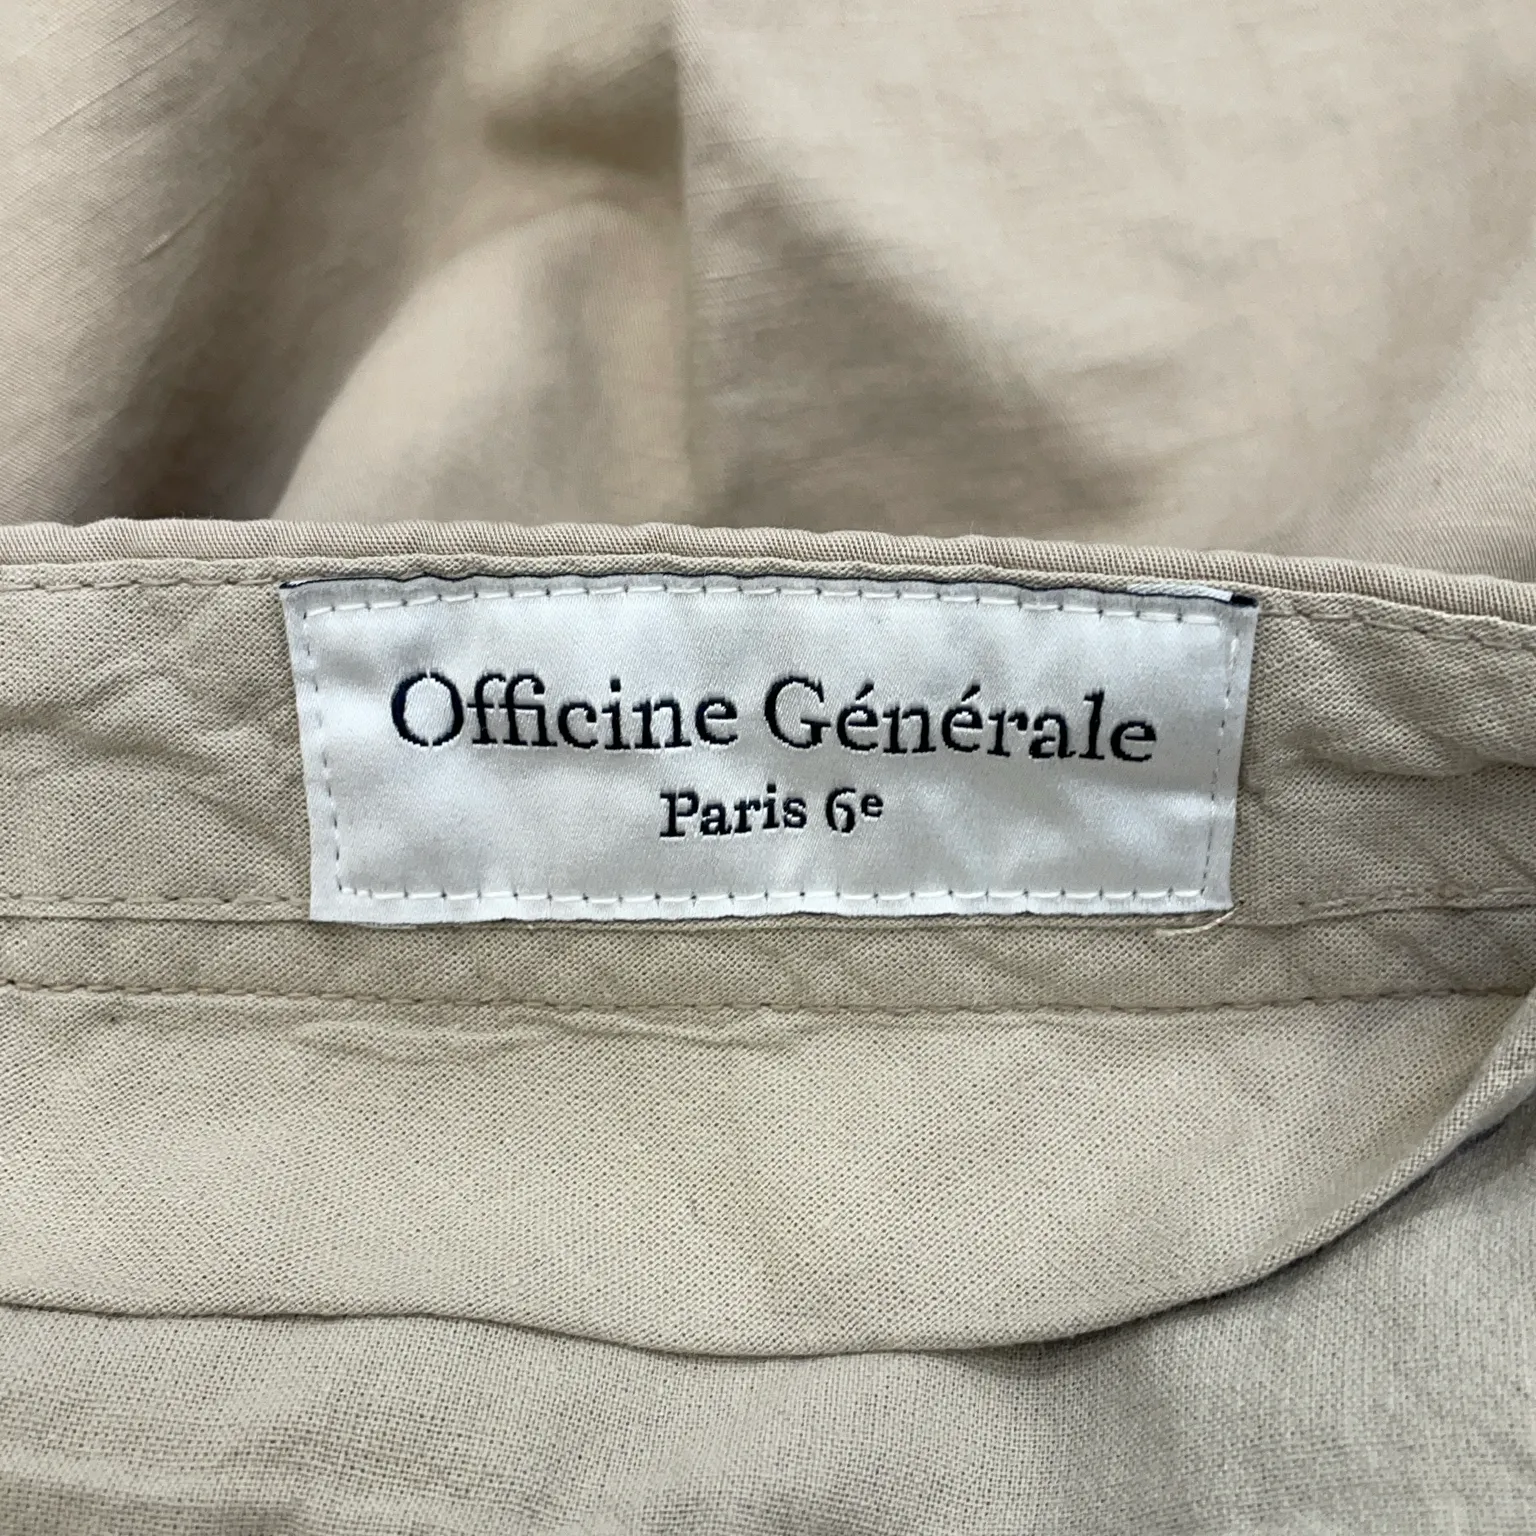 Officine Générale
Paris 6ᵉ